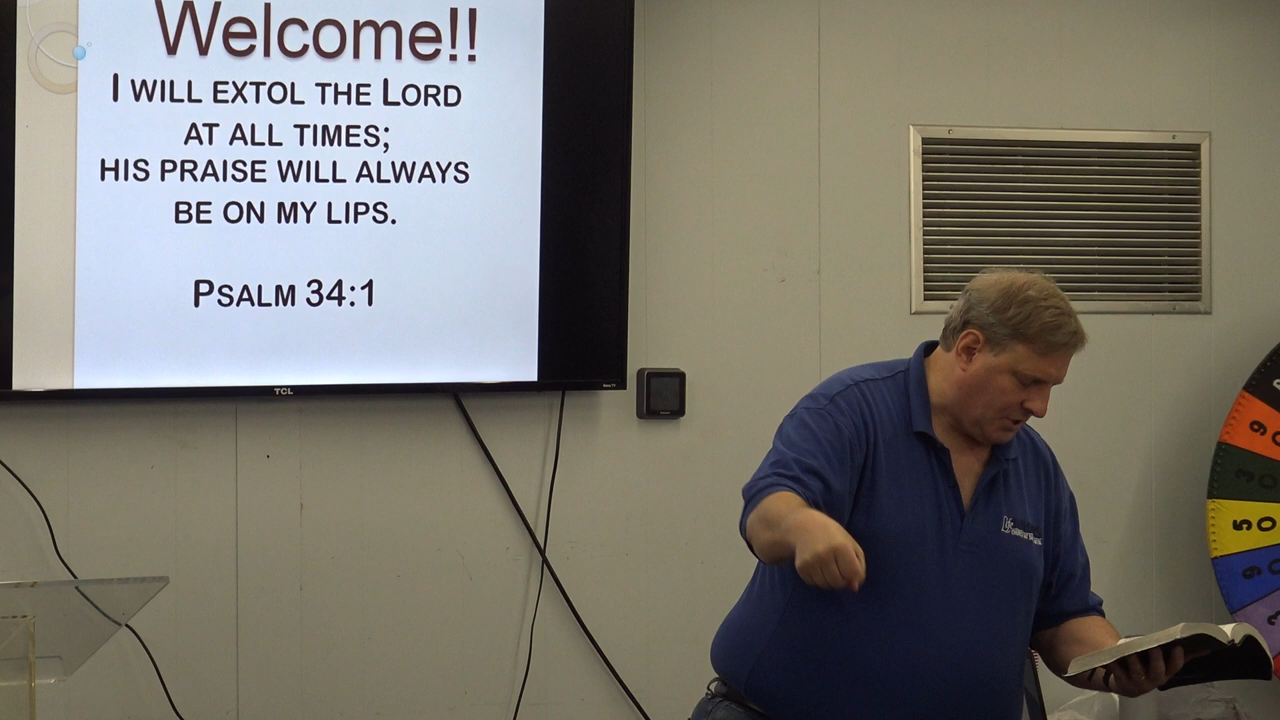 Welcome!!
I WILL EXTOL THE LORD
AT ALL TIMES;
HIS PRAISE WILL ALWAYS
BE ON MY LIPS.
PSALM 34:1
TCL
50